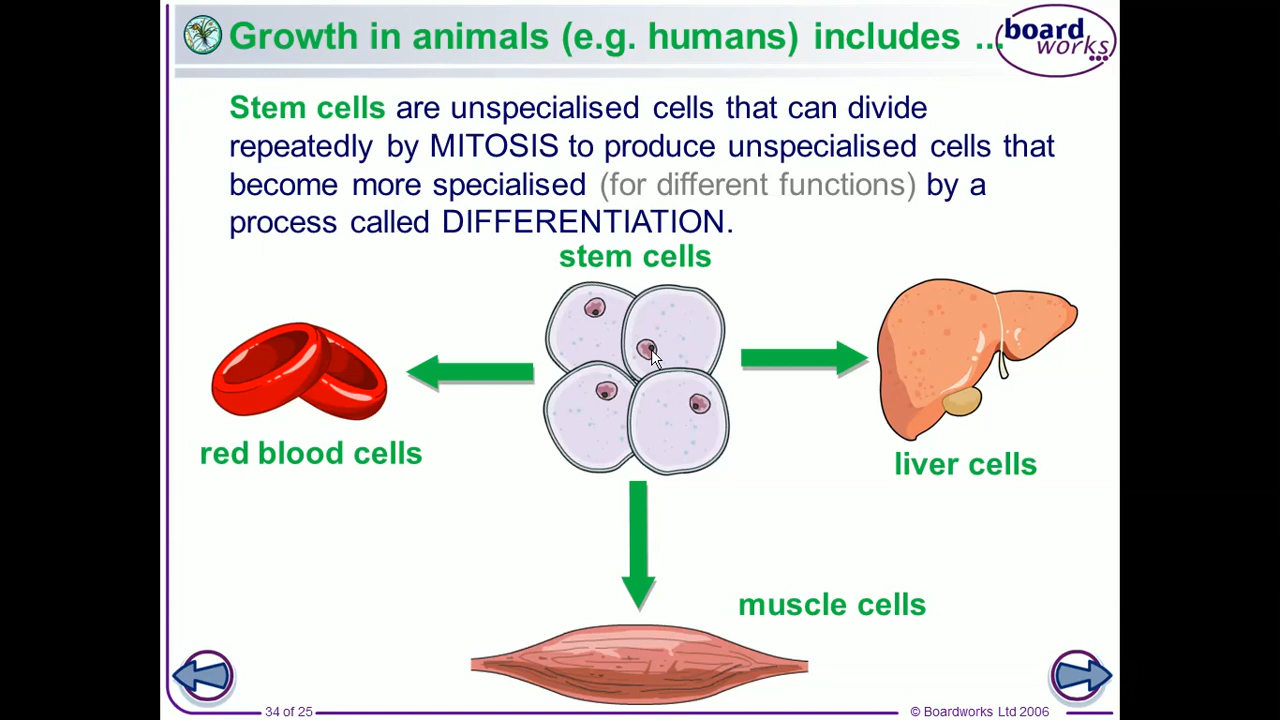 Growth in animals (e.g. humans) includes ...
board
works
Stem cells are unspecialised cells that can divide
repeatedly by MITOSIS to produce unspecialised cells that
become more specialised (for different functions) by a
process called DIFFERENTIATION.
stem cells
red blood cells
liver cells
muscle cells
34 of 25
© Boardworks Ltd 2006